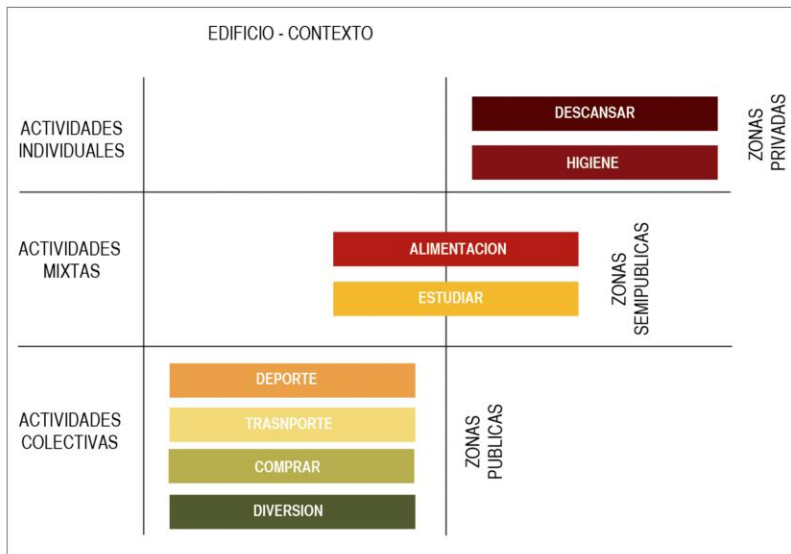 EDIFICIO - CONTEXTO
ACTIVIDADES
INDIVIDUALES
DESCANSAR
HIGIENE
ZONAS
PRIVADAS
ACTIVIDADES
MIXTAS
ALIMENTACION
ESTUDIAR
ZONAS
SEMIPUBLICAS
ACTIVIDADES
COLECTIVAS
DEPORTE
TRASNPORTE
COMPRAR
DIVERSION
ZONAS
PUBLICAS